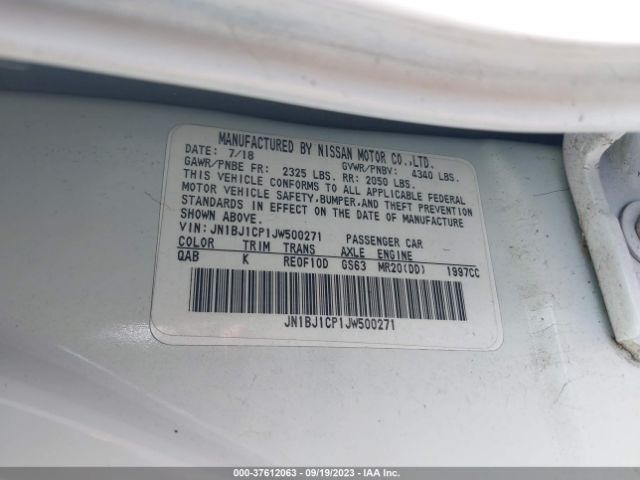 MANUFACTURED BY NISSAN MOTOR CO.,LTD.
DATE: 7/18 GVWR/PNBV: 4340 LBS.
GAWR/PNBE FR: 2325 LBS. RR: 2050 LBS.
THIS VEHICLE CONFORMS TO ALL APPLICABLE FEDERAL
MOTOR VEHICLE SAFETY,BUMPER,AND THEFT PREVENTION
STANDARDS IN EFFECT ON THE DATE OF MANUFACTURE
SHOWN ABOVE.
VIN: JN1BJ1CP1JW500271 PASSENGER CAR
COLOR TRIM TRANS AXLE ENGINE
QAB K RE0F10D GS63 MR20(DD) 1997CC
JN1BJ1CP1JW500271
000-37612063 - 09/19/2023 - IAAI.COM